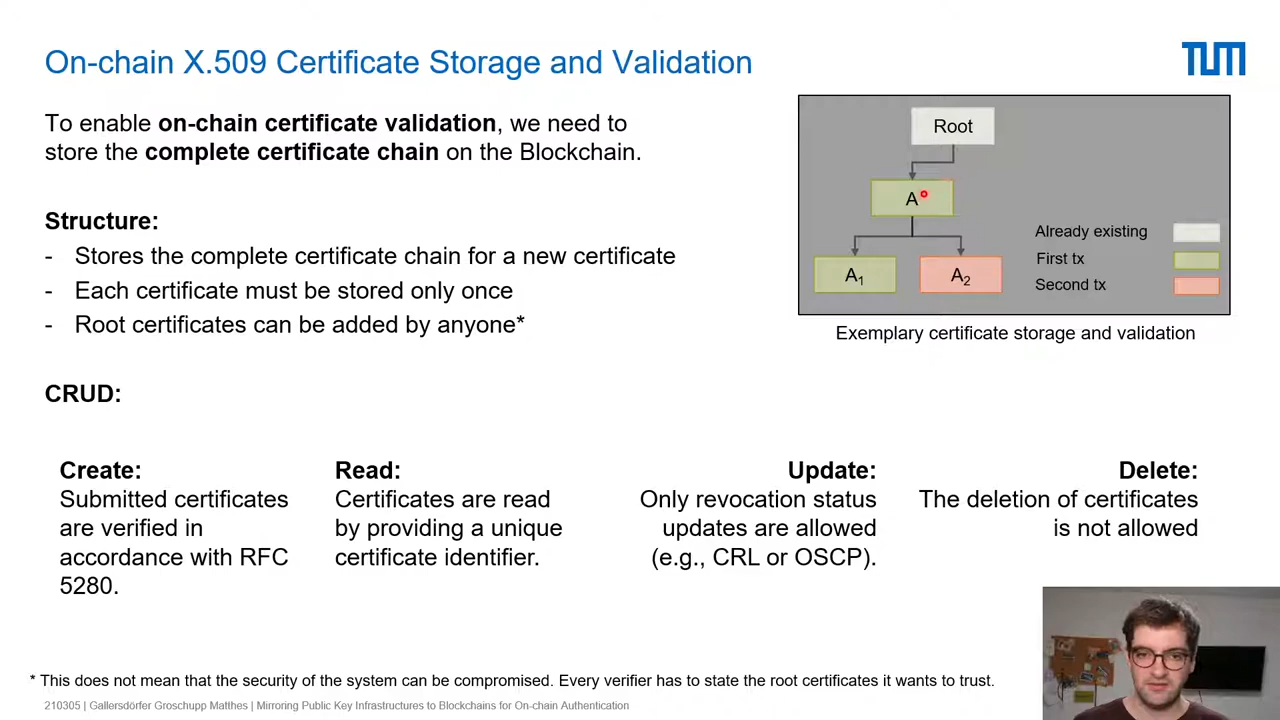 On-chain X.509 Certificate Storage and Validation
TUM
To enable on-chain certificate validation, we need to
store the complete certificate chain on the Blockchain.
Structure:
- Stores the complete certificate chain for a new certificate
- Each certificate must be stored only once
- Root certificates can be added by anyone*
Root
A
A1
A2
Already existing
First tx
Second tx
Exemplary certificate storage and validation
CRUD:
Create:
Submitted certificates
are verified in
accordance with RFC
5280.
Read:
Certificates are read
by providing a unique
certificate identifier.
Update:
Only revocation status
updates are allowed
(e.g., CRL or OSCP).
Delete:
The deletion of certificates
is not allowed
* This does not mean that the security of the system can be compromised. Every verifier has to state the root certificates it wants to trust.
210305 | Gallersdörfer Groschupp Matthes | Mirroring Public Key Infrastructures to Blockchains for On-chain Authentication